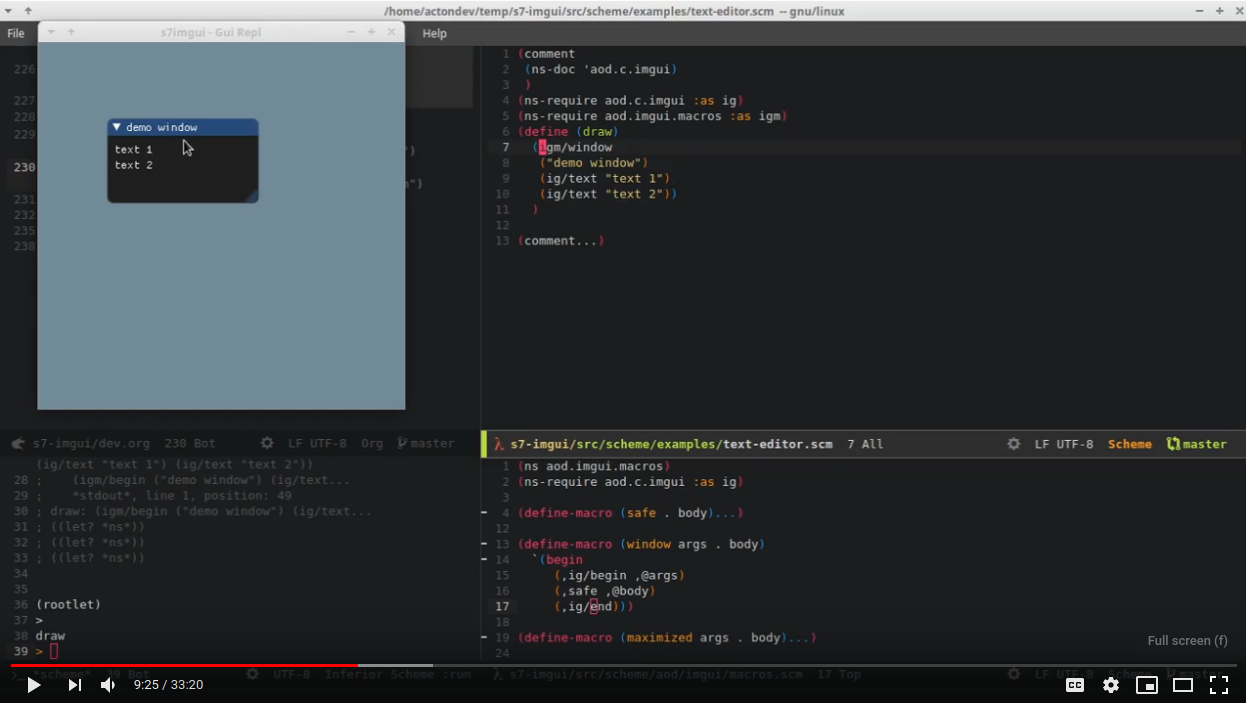 /home/actondev/temp/s7-imgui/src/scheme/examples/text-editor.scm -- gnu/linux
File
s7imgui - Gui Repl
Help
demo window
text 1
text 2
226
227
228
229
230
231
232
235
238
")
m")
1 (comment
2 (ns-doc 'aod.c.imgui)
3 )
4 (ns-require aod.c.imgui :as ig)
5 (ns-require aod.imgui.macros :as igm)
6 (define (draw)
7 (igm/window
8 ("demo window")
9 (ig/text "text 1")
10 (ig/text "text 2"))
11 )
12
13 (comment...)
s7-imgui/dev.org 230 Bot LF UTF-8 Org master
s7-imgui/src/scheme/examples/text-editor.scm 7 All LF UTF-8 Scheme master
(ig/text "text 1") (ig/text "text 2"))
28 ; (igm/begin ("demo window") (ig/text...
29 ; *stdout*, line 1, position: 49
30 ; draw: (igm/begin ("demo window") (ig/text...
31 ; ((let? *ns*))
32 ; ((let? *ns*))
33 ; ((let? *ns*))
34
35
36 (rootlet)
37 >
38 draw
39 >
1 (ns aod.imgui.macros)
2 (ns-require aod.c.imgui :as ig)
3
4 (define-macro (safe . body)...)
12
13 (define-macro (window args . body)
14 `(begin
15 (,ig/begin ,@args)
16 (,safe ,@body)
17 (,ig/end)))
18
19 (define-macro (maximized args . body)...)
24
Full screen (f)
*scheme* 39 Bot UTF-8 Inferior Scheme :run
s7-imgui/src/scheme/aod/imgui/macros.scm 17 Top LF UTF-8
9:25 / 33:20
CC